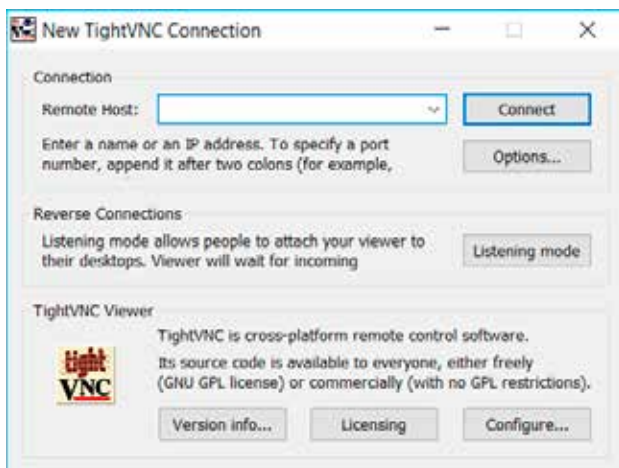 New TightVNC Connection
Connection
Remote Host:
Connect
Enter a name or an IP address. To specify a port
number, append it after two colons (for example,
Options...
Reverse Connections
Listening mode allows people to attach your viewer to
their desktops. Viewer will wait for incoming
Listening mode
TightVNC Viewer
TightVNC is cross-platform remote control software.
tight
VNC
Its source code is available to everyone, either freely
(GNU GPL license) or commercially (with no GPL restrictions).
Version info...
Licensing
Configure...